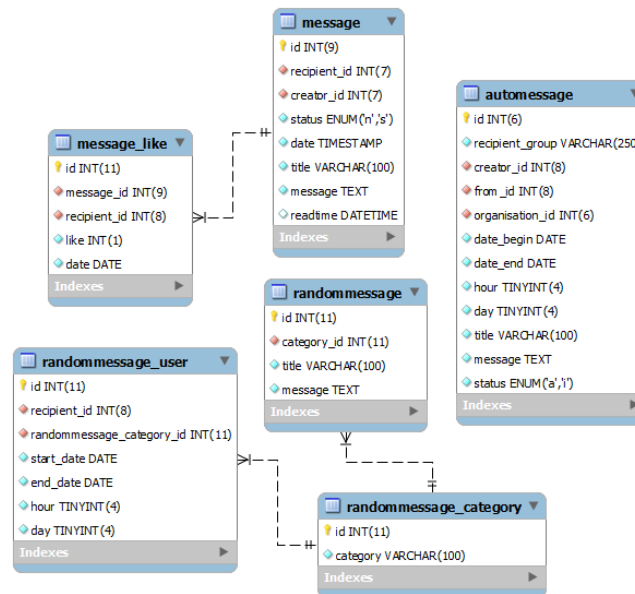 message
id INT(9)
recipient_id INT(7)
creator_id INT(7)
status ENUM('n','s')
date TIMESTAMP
title VARCHAR(100)
message TEXT
readtime DATETIME
Indexes
automessage
id INT(6)
recipient_group VARCHAR(250
creator_id INT(8)
from_id INT(8)
organisation_id INT(6)
date_begin DATE
date_end DATE
hour TINYINT(4)
day TINYINT(4)
title VARCHAR(100)
message TEXT
status ENUM('a','i')
Indexes
message_like
id INT(11)
message_id INT(9)
recipient_id INT(8)
like INT(1)
date DATE
Indexes
randommessage
id INT(11)
category_id INT(11)
title VARCHAR(100)
message TEXT
Indexes
randommessage_user
id INT(11)
recipient_id INT(8)
randommessage_category_id INT(11)
start_date DATE
end_date DATE
hour TINYINT(4)
day TINYINT(4)
Indexes
randommessage_category
id INT(11)
category VARCHAR(100)
Indexes